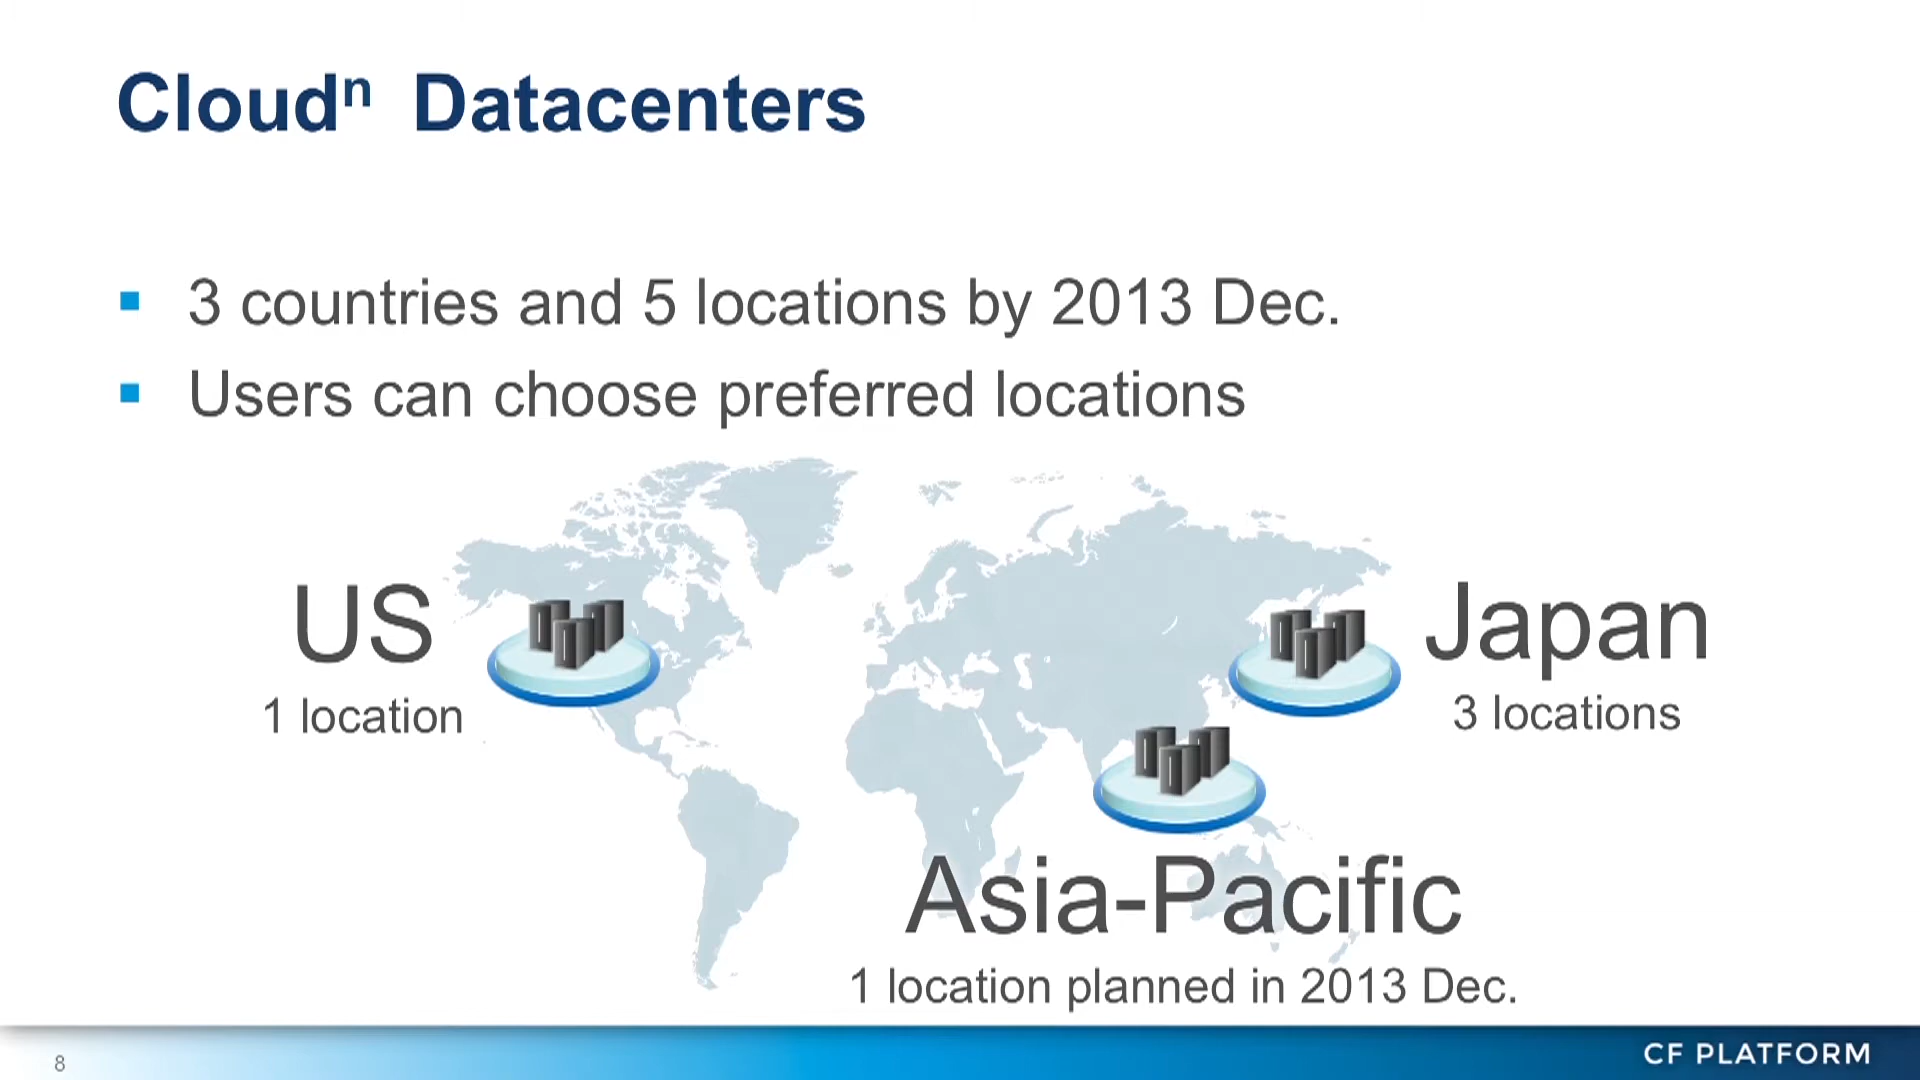 Cloudⁿ Datacenters
▪ 3 countries and 5 locations by 2013 Dec.
▪ Users can choose preferred locations
US
1 location
Japan
3 locations
Asia-Pacific
1 location planned in 2013 Dec.
8
CF PLATFORM